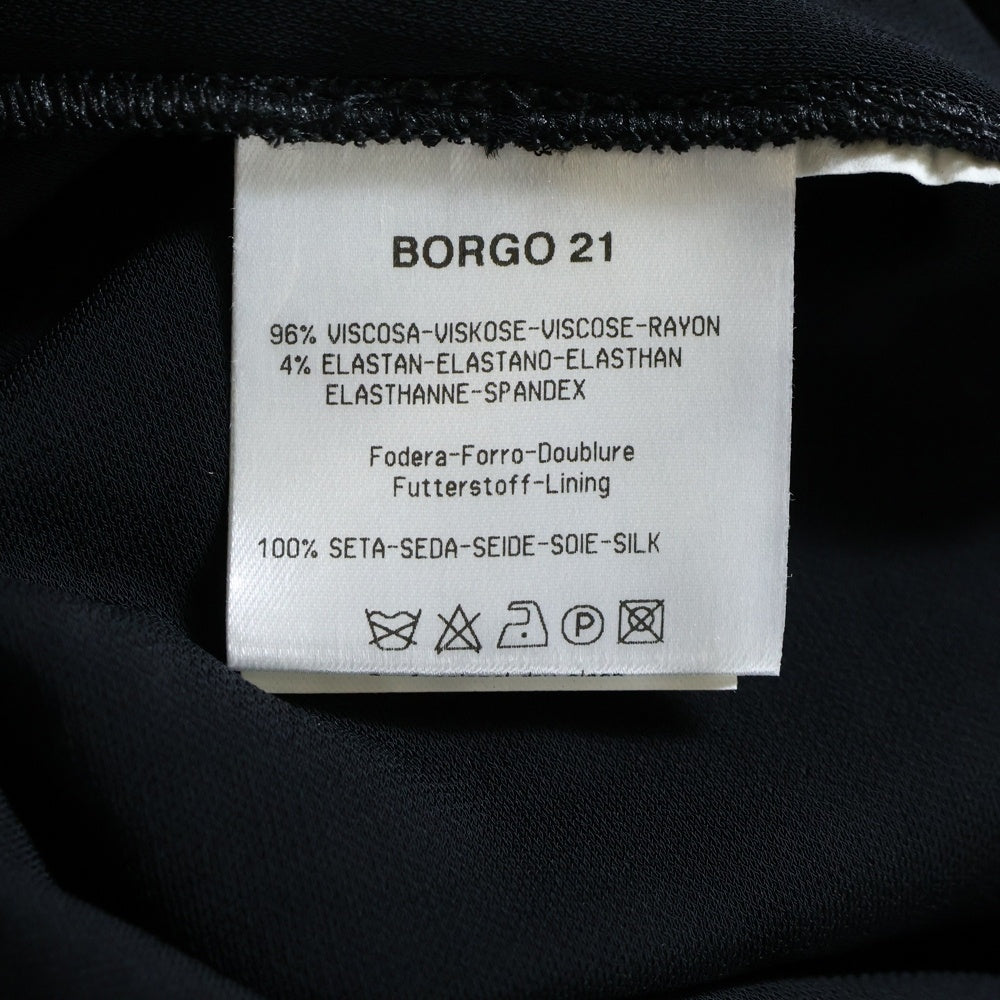 BORGO 21
96% VISCOSA-VISKOSE-VISCOSE-RAYON
4% ELASTAN-ELASTANO-ELASTHAN
ELASTHANNE-SPANDEX
Fodera-Forro-Doublure
Futterstoff-Lining
100% SETA-SEDA-SEIDE-SOIE-SILK
P